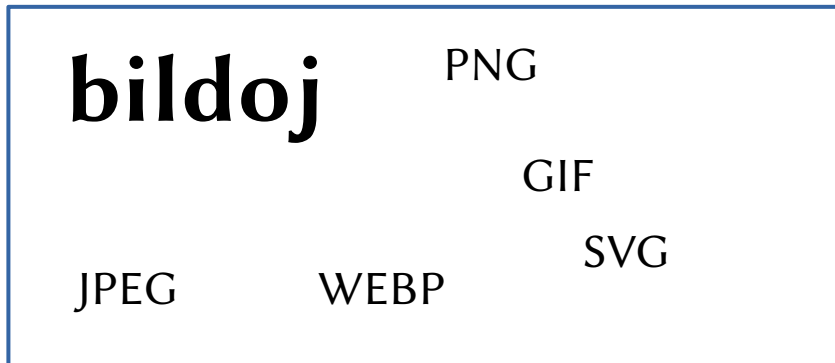 bildoj
PNG
GIF
SVG
JPEG
WEBP